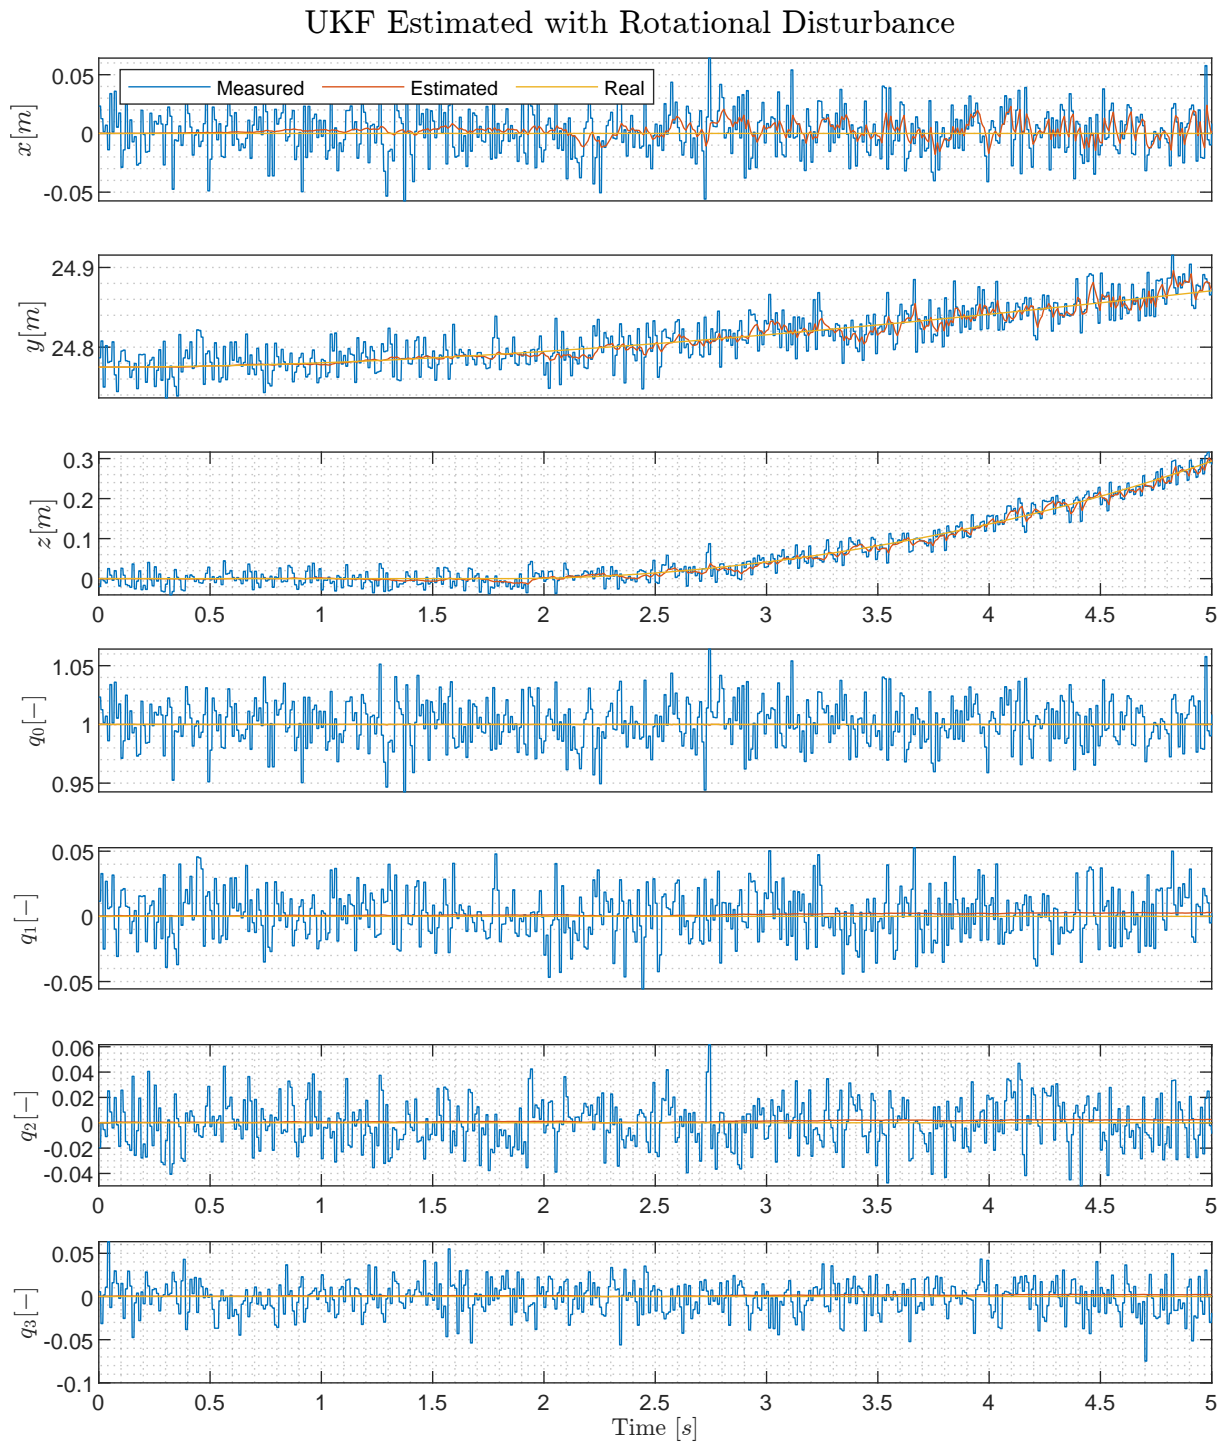 UKF Estimated with Rotational Disturbance
Measured Estimated Real
0.05
0
-0.05
x[m]
24.9
24.8
y[m]
0.3
0.2
0.1
0
z[m]
0 0.5 1 1.5 2 2.5 3 3.5 4 4.5 5
1.05
1
0.95
q0[−]
0.05
0
-0.05
q1[−]
0.06
0.04
0.02
0
-0.02
-0.04
q2[−]
0 0.5 1 1.5 2 2.5 3 3.5 4 4.5 5
0.05
0
-0.05
-0.1
q3[−]
0 0.5 1 1.5 2 2.5 3 3.5 4 4.5 5
Time [s]